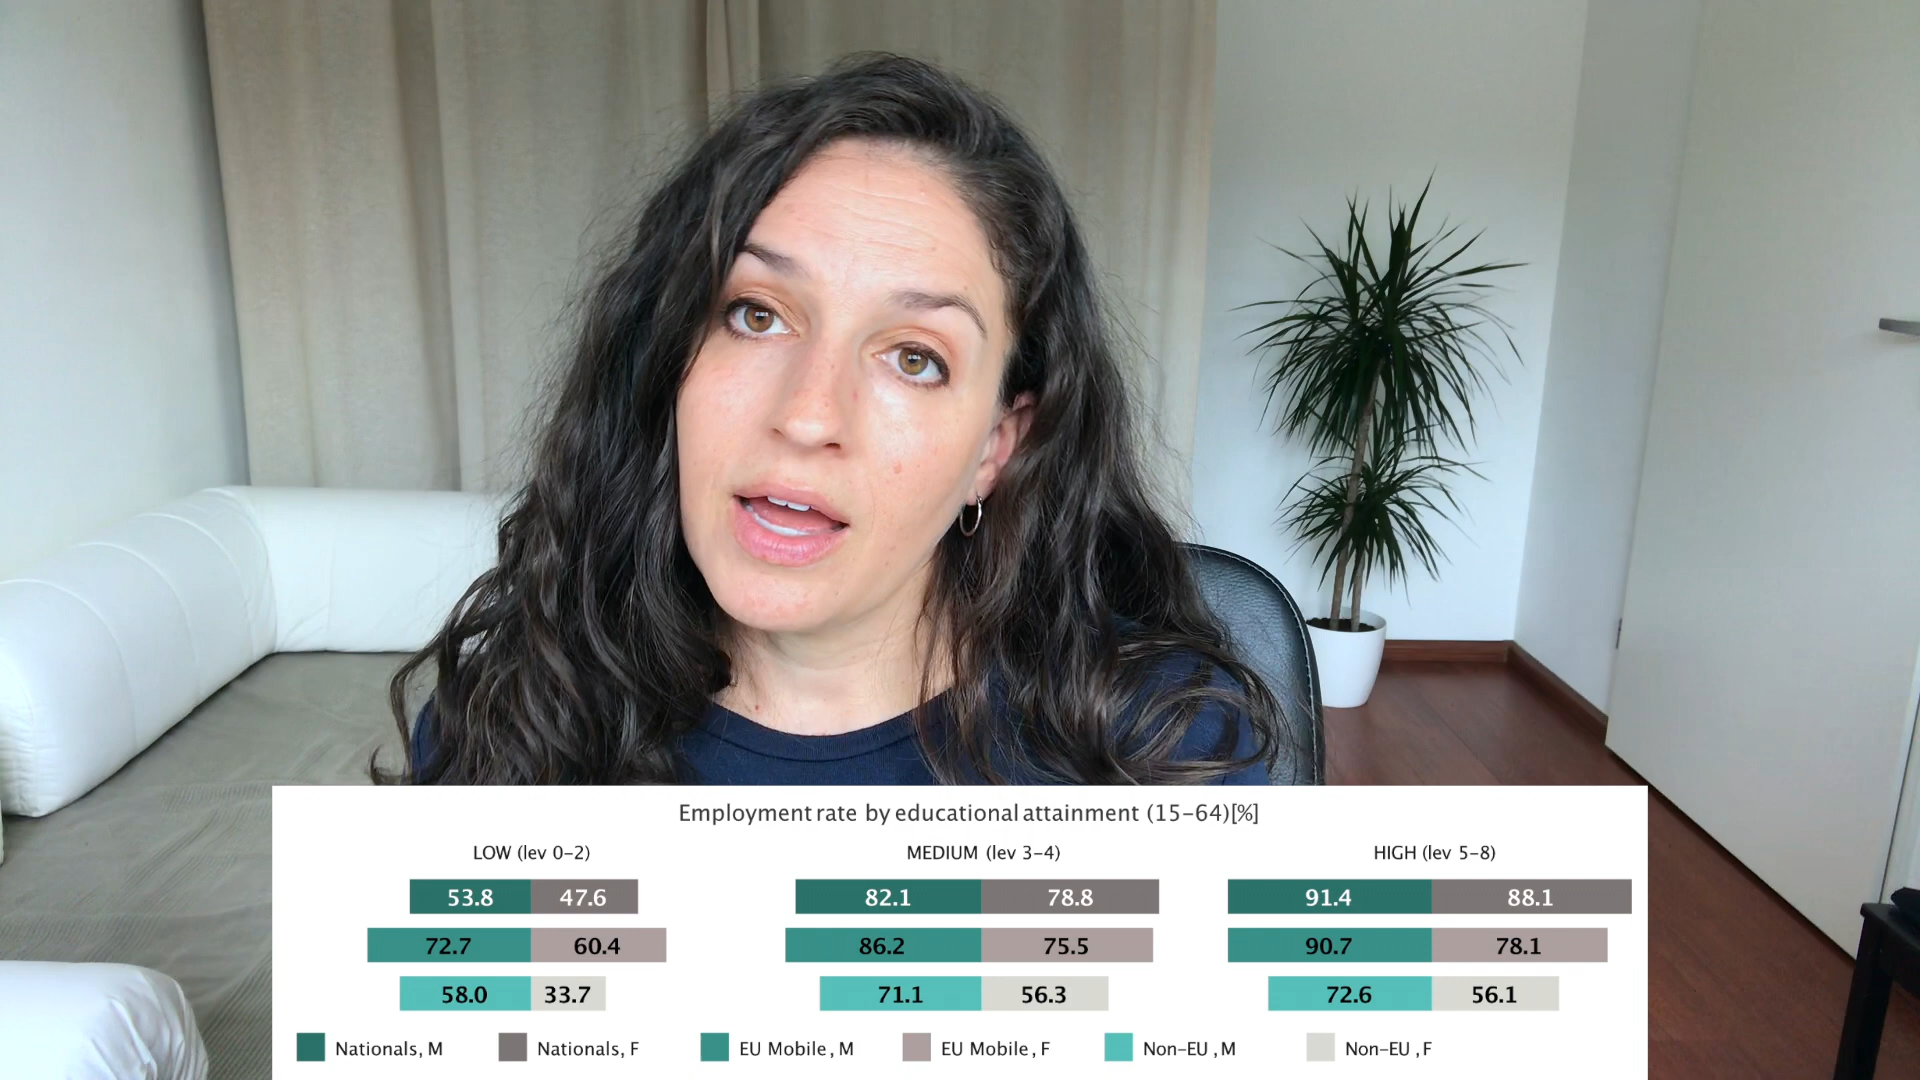 Employment rate by educational attainment (15-64)[%]
LOW (lev 0-2) MEDIUM (lev 3-4) HIGH (lev 5-8)
53.8 47.6 82.1 78.8 91.4 88.1
72.7 60.4 86.2 75.5 90.7 78.1
58.0 33.7 71.1 56.3 72.6 56.1
Nationals, M Nationals, F EU Mobile, M EU Mobile, F Non-EU, M Non-EU, F